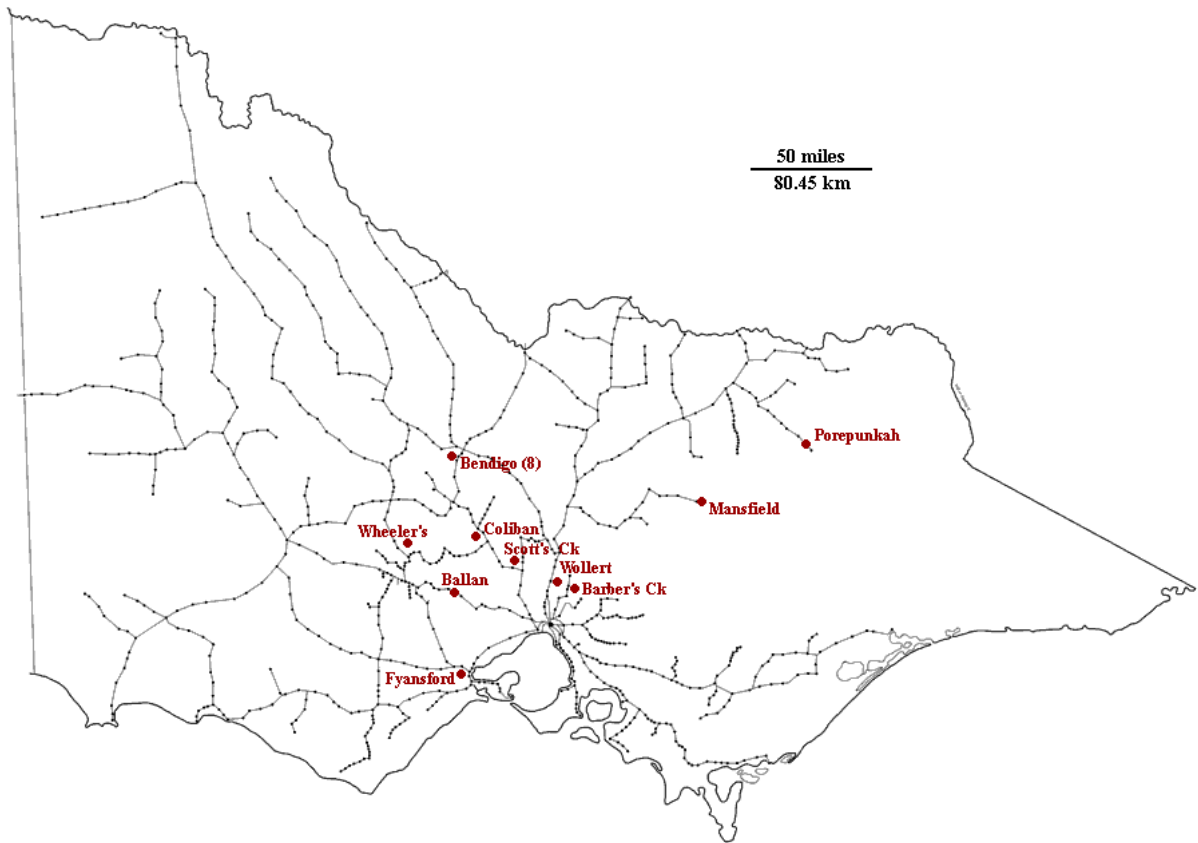 50 miles
80.45 km
Porepunkah
Bendigo (8)
Mansfield
Wheeler's
Coliban
Scott's Ck
Wollert
Ballan
Barber's Ck
Fyansford